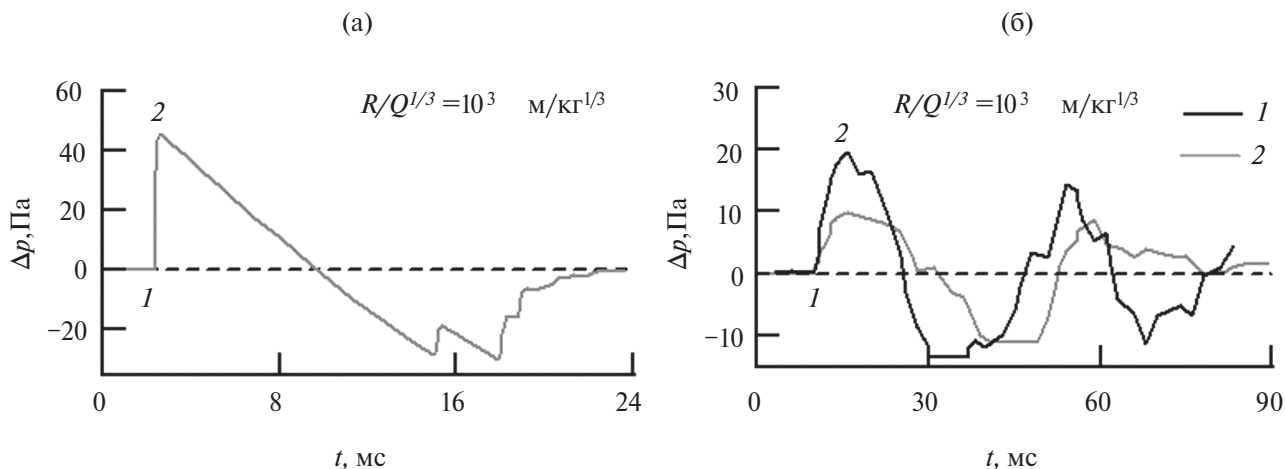 (а)
60
40
20
0
−20
Δp,Па
2
1
R/Q^{1/3} =10^3 м/кг^{1/3}
0 8 16 24
t, мс
(б)
30
20
10
0
−10
Δp,Па
2
1
R/Q^{1/3} =10^3 м/кг^{1/3}
1
2
0 30 60 90
t, мс